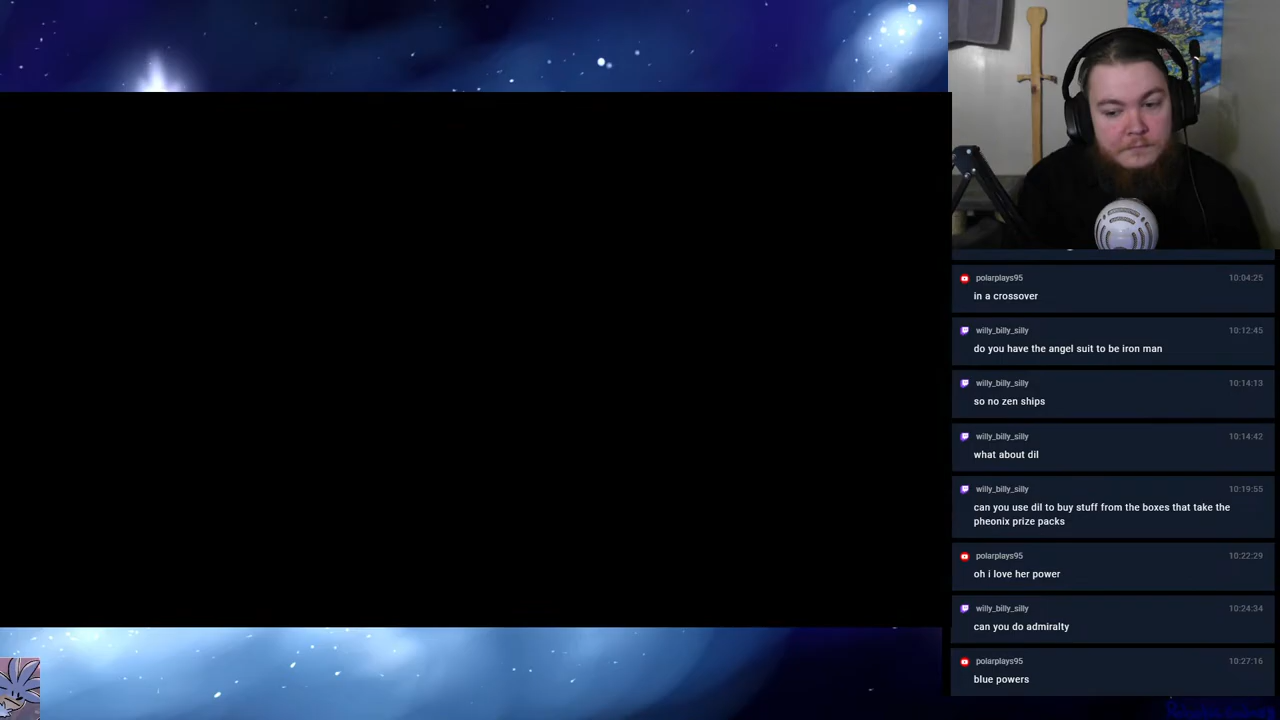 polarplays95 10:04:25
in a crossover
willy_billy_silly 10:12:45
do you have the angel suit to be iron man
willy_billy_silly 10:14:13
so no zen ships
willy_billy_silly 10:14:42
what about dil
willy_billy_silly 10:19:55
can you use dil to buy stuff from the boxes that take the
pheonix prize packs
polarplays95 10:22:29
oh i love her power
willy_billy_silly 10:24:34
can you do admiralty
polarplays95 10:27:16
blue powers